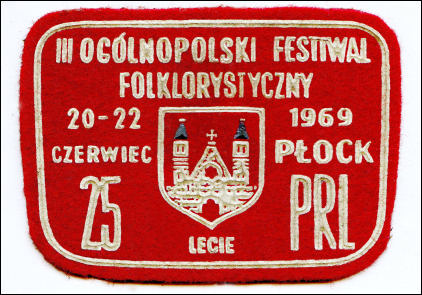 III OGÓLNOPOLSKI FESTIWAL
FOLKLORYSTYCZNY
20-22 1969
CZERWIEC PŁOCK
25 PRL
LECIE